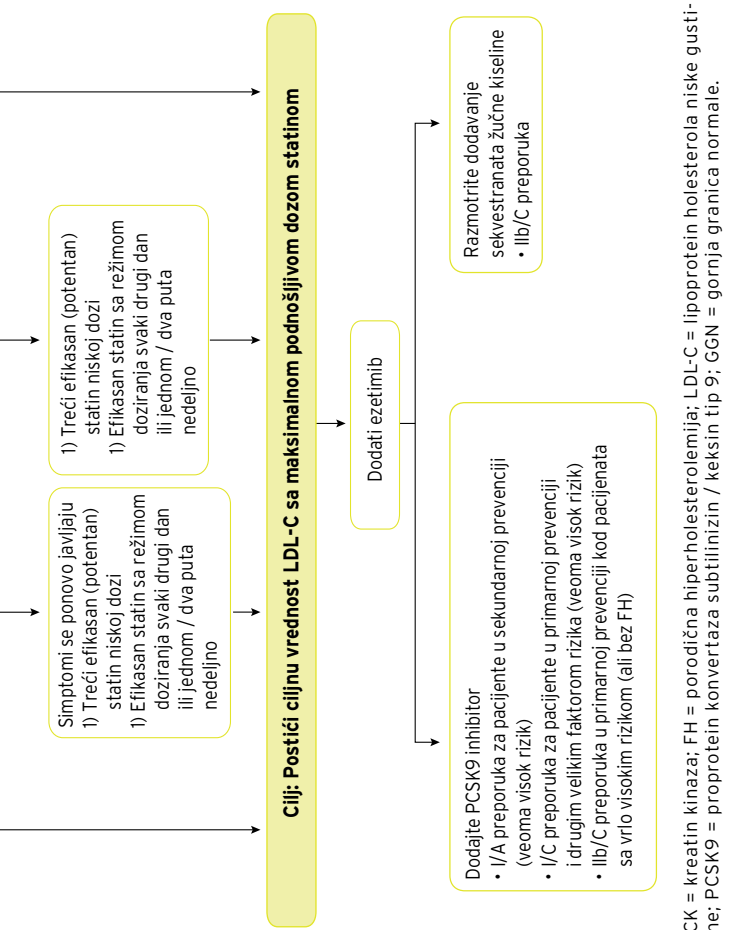 Simptomi se ponovo javljaju
1) Treći efikasan (potentan)
statin niskoj dozi
1) Efikasan statin sa režimom
doziranja svaki drugi dan
ili jednom / dva puta
nedeljno
1) Treći efikasan (potentan)
statin niskoj dozi
1) Efikasan statin sa režimom
doziranja svaki drugi dan
ili jednom / dva puta
nedeljno
Cilj: Postići ciljnu vrednost LDL-C sa maksimalnom podnošljivom dozom statinom
Dodati ezetimib
Dodajte PCSK9 inhibitor
• I/A preporuka za pacijente u sekundarnoj prevenciji
(veoma visok rizik)
• I/C preporuka za pacijente u primarnoj prevenciji
i drugim velikim faktorom rizika (veoma visok rizik)
• IIb/C preporuka u primarnoj prevenciji kod pacijenata
sa vrlo visokim rizikom (ali bez FH)
Razmotrite dodavanje
sekvestranata žučne kiseline
• IIb/C preporuka
CK = kreatin kinaza; FH = porodična hiperholesterolemija; LDL-C = lipoprotein holesterola niske gusti-
ne; PCSK9 = proprotein konvertaza subtilinizin / keksin tip 9; GGN = gornja granica normale.